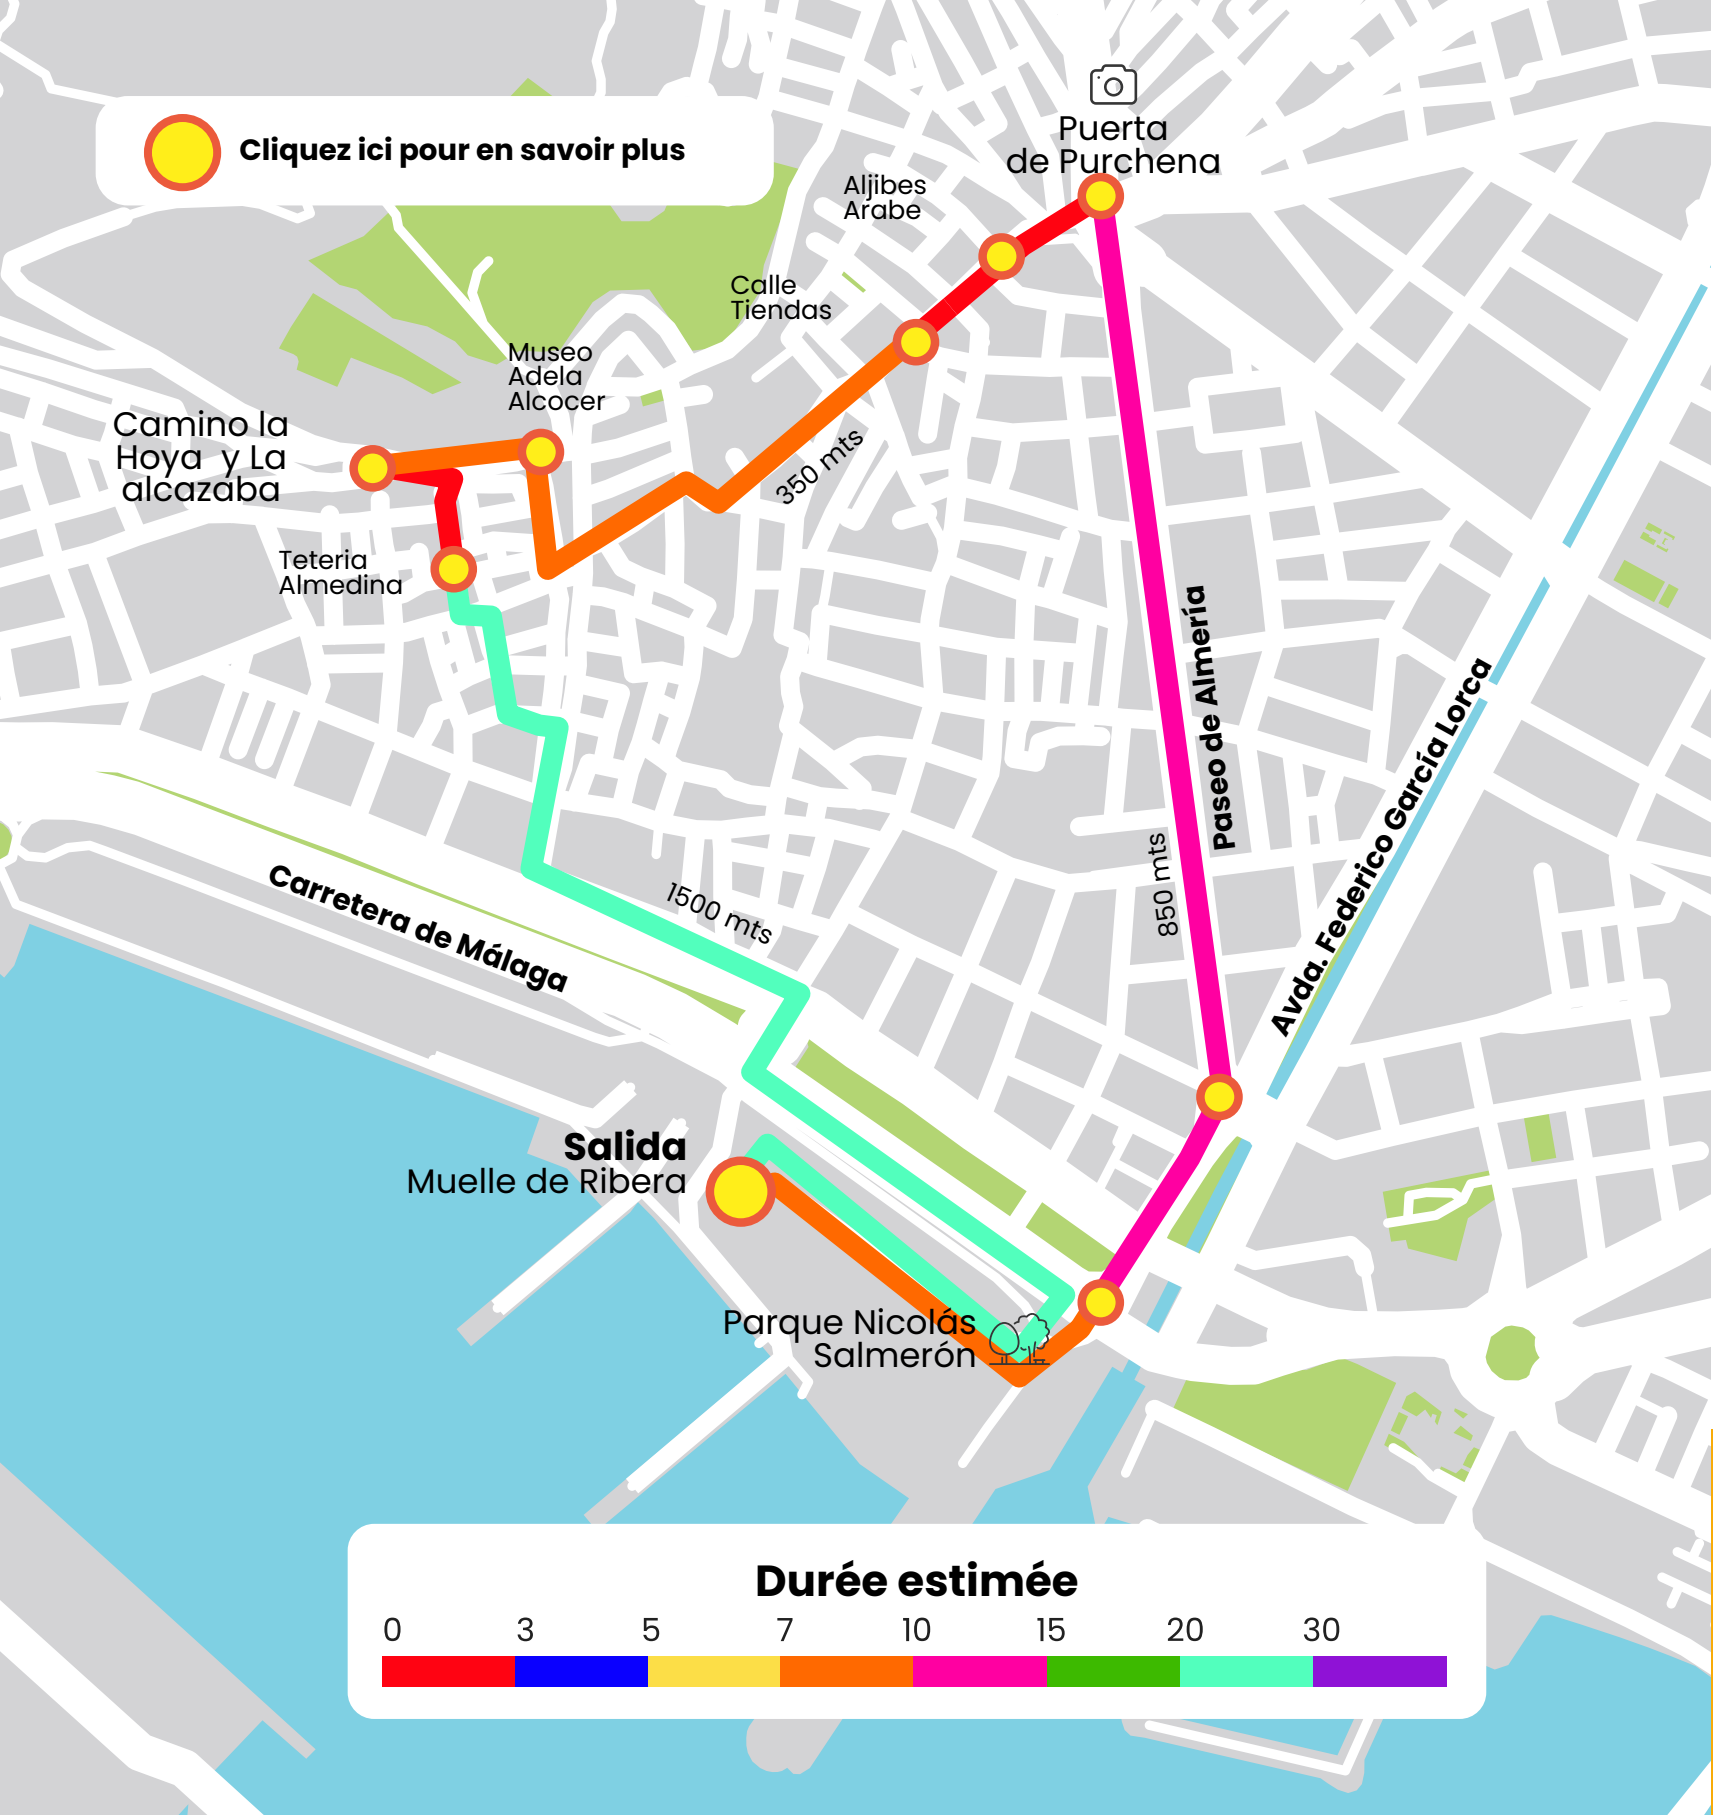 Puerta
de Purchena
Cliquez ici pour en savoir plus
Aljibes
Arabe
Calle
Tiendas
Museo
Adela
Alcocer
Camino la
Hoya y La
alcazaba
350 mts
Teteria
Almedina
Paseo de Almería
Avda. Federico García Lorca
850 mts
1500 mts
Carretera de Málaga
Salida
Muelle de Ribera
Parque Nicolás
Salmerón
Durée estimée
0 3 5 7 10 15 20 30